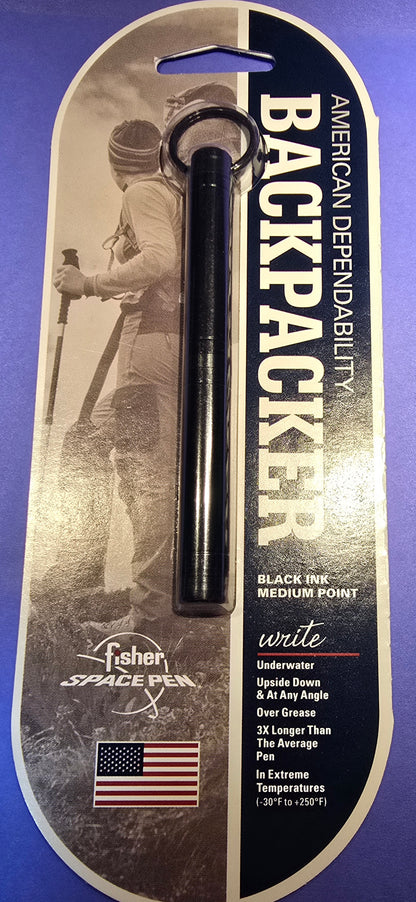 AMERICAN DEPENDABILITY
BACKPACKER
BLACK INK
MEDIUM POINT
write
Underwater
Upside Down
& At Any Angle
Over Grease
3X Longer Than
The Average
Pen
In Extreme
Temperatures
(-30°F to +250°F)
fisher
SPACE PEN